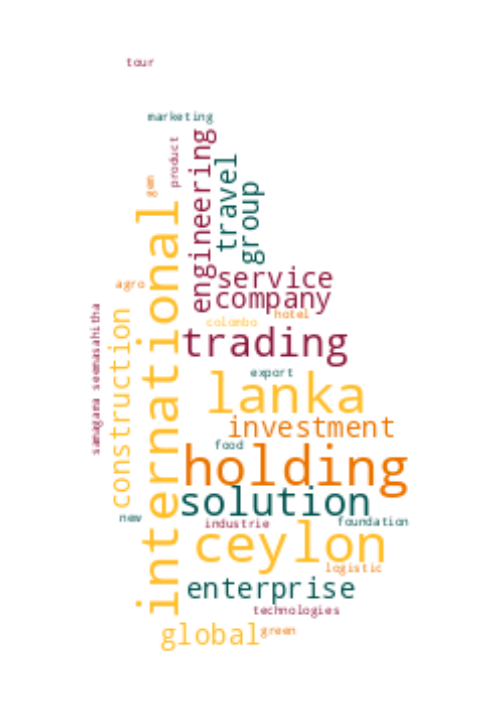 tour
marketing
product
engineering
travel
gem
group
international
service
agro
company
samagama seemasahitha
construction
hotel
colombo
trading
export
lanka
investment
food
holding
solution
new
industrie
foundation
ceylon
logistic
enterprise
technologies
global
green